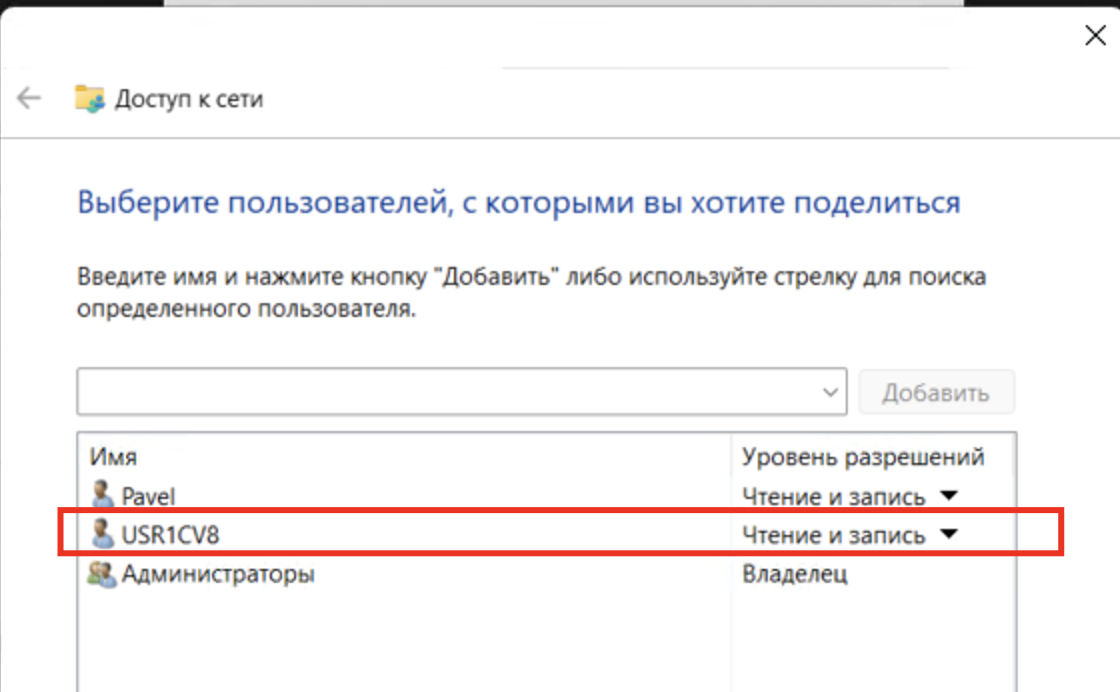 Доступ к сети
Выберите пользователей, с которыми вы хотите поделиться
Введите имя и нажмите кнопку "Добавить" либо используйте стрелку для поиска
определенного пользователя.
Добавить
Имя Уровень разрешений
Pavel Чтение и запись
USR1CV8 Чтение и запись
Администраторы Владелец